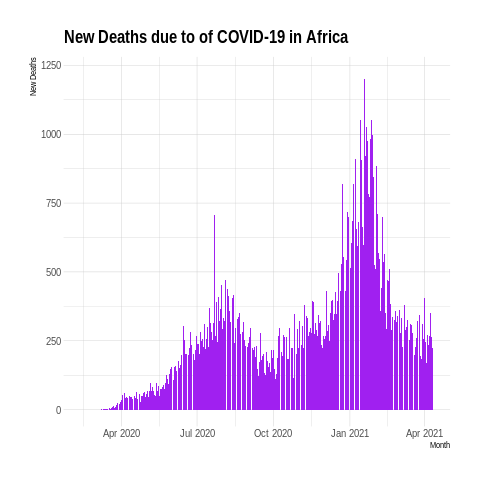 New Deaths due to of COVID-19 in Africa
New Deaths
1250
1000
750
500
250
0
Apr 2020 Jul 2020 Oct 2020 Jan 2021 Apr 2021
Month